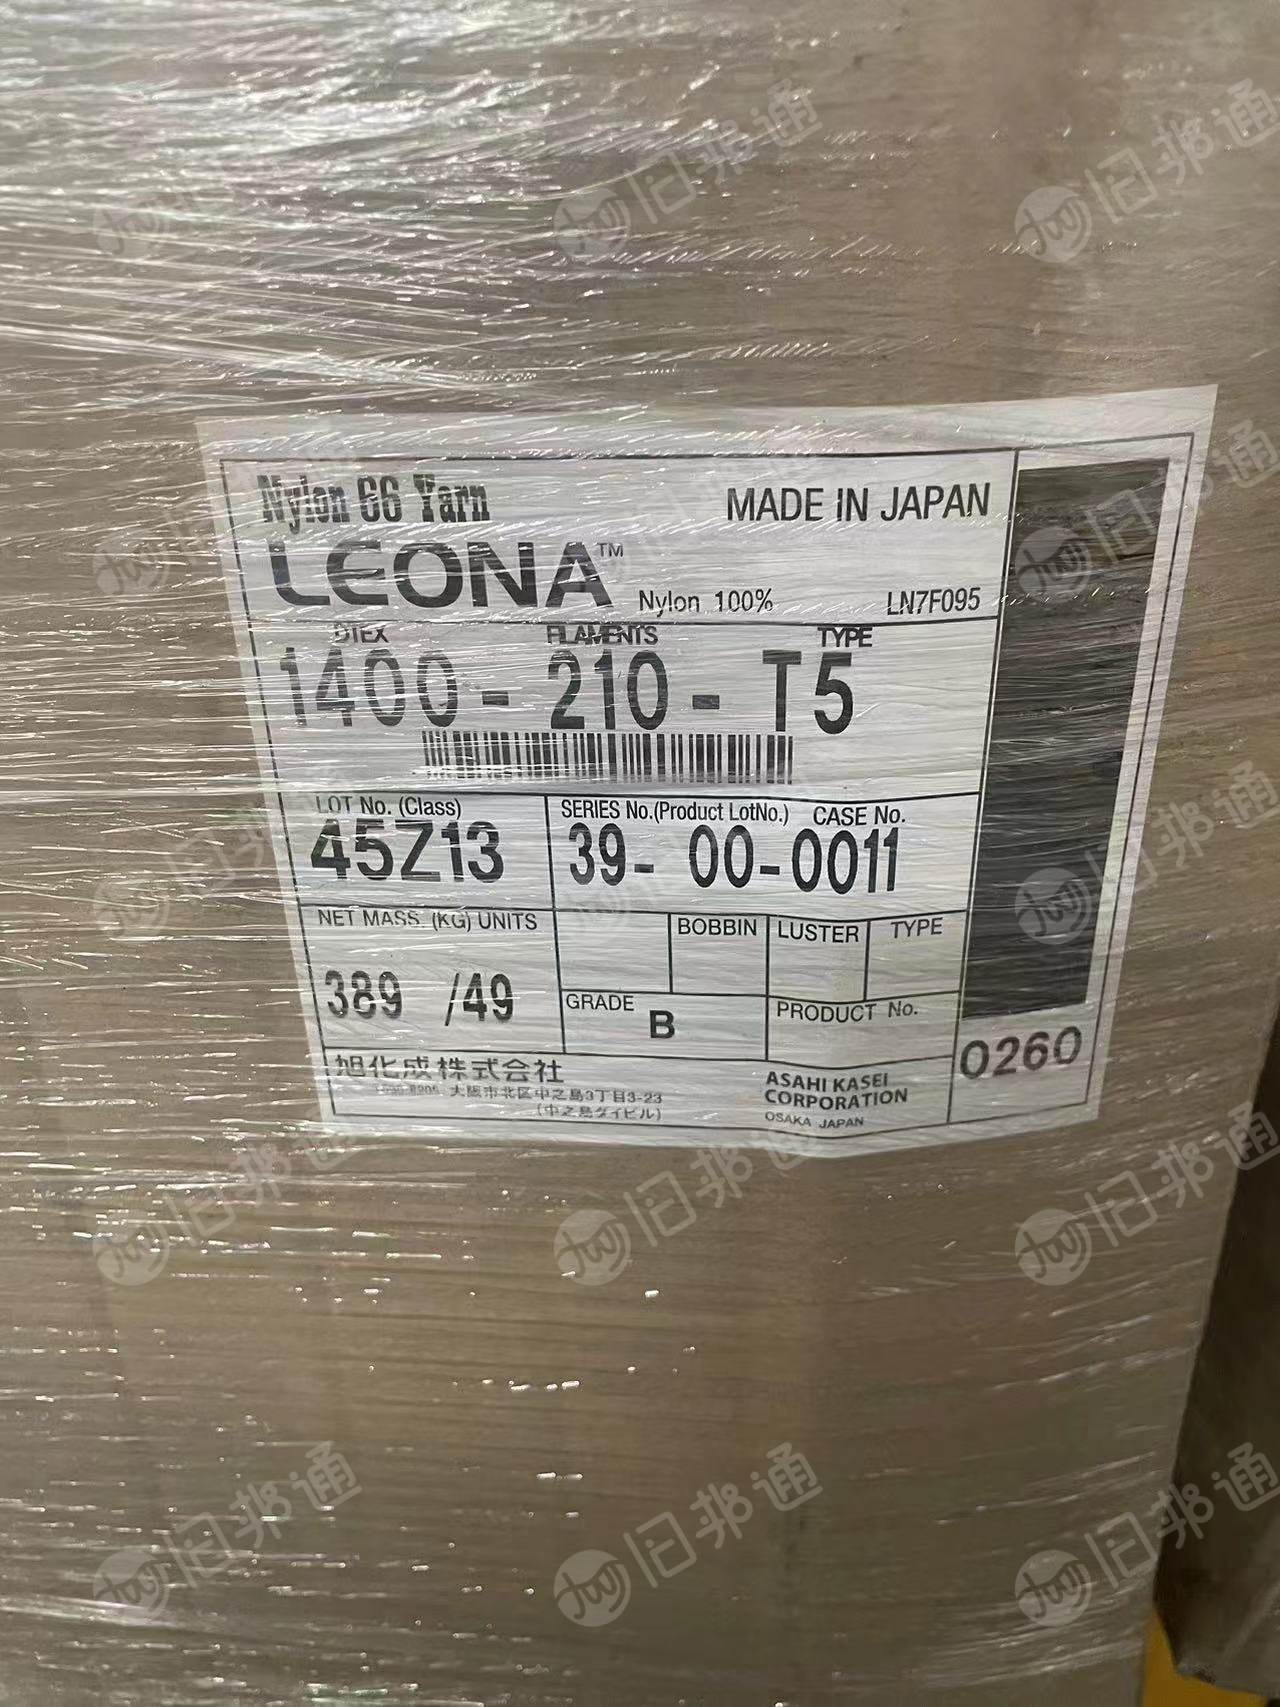 Nylon 66 Yarn
MADE IN JAPAN
LEONA™
Nylon 100%
LN7F095
DTEX FILAMENTS TYPE
1400 - 210 - T5
LOT No. (Class)
45Z13
SERIES No.(Product LotNo.) CASE No.
39- 00-0011
NET MASS. (KG) UNITS
389 /49
BOBBIN
LUSTER
TYPE
GRADE
B
PRODUCT No.
0260
旭化成株式会社
大阪市北区中之島3丁目3-23
(中之島ダイビル)
ASAHI KASEI
CORPORATION
OSAKA JAPAN
旧邦通